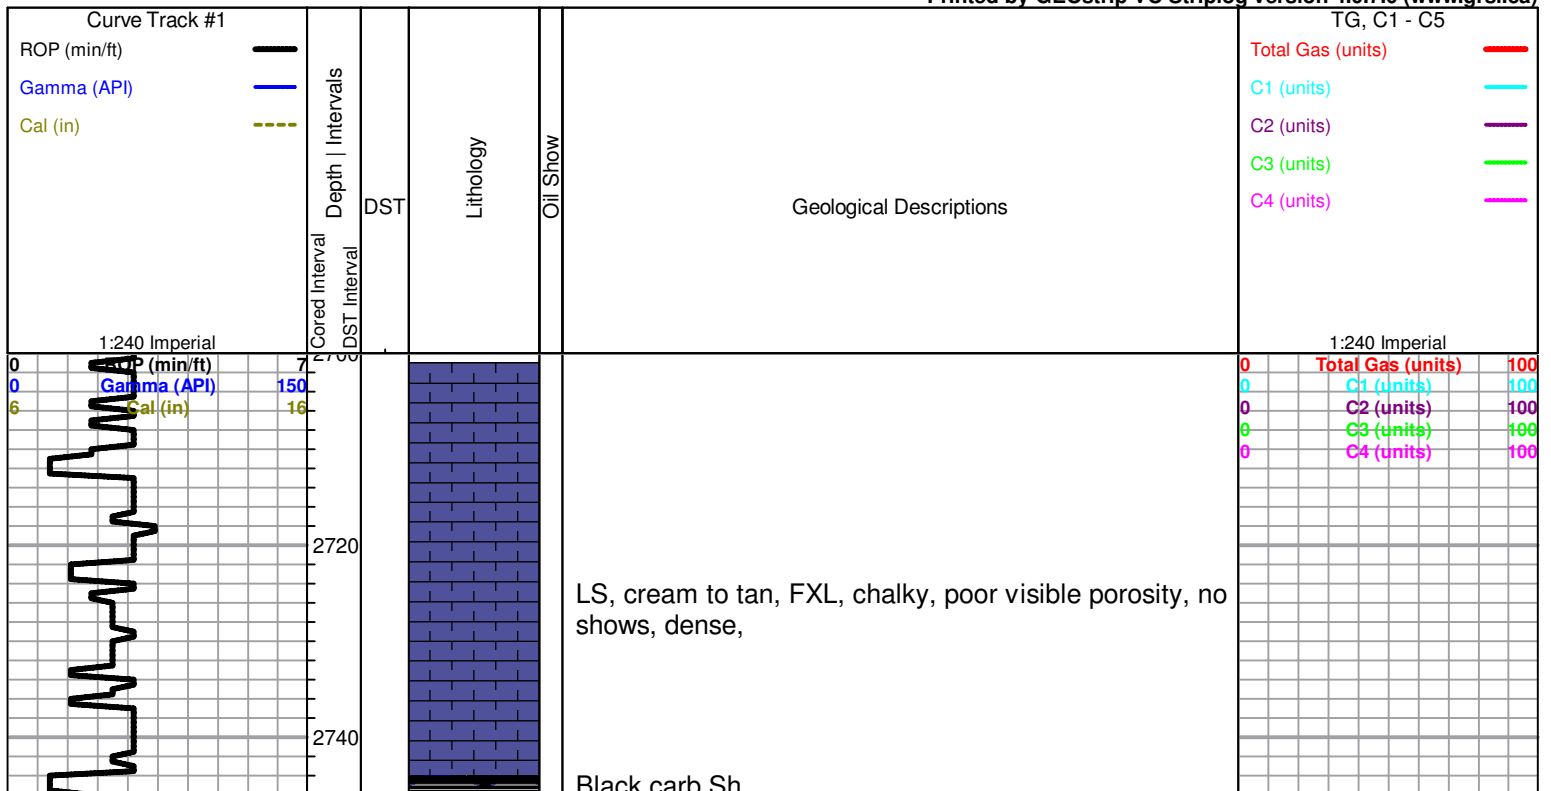 Curve Track #1
ROP (min/ft)
Gamma (API)
Cal (in)
1:240 Imperial
Cored Interval
Depth | Intervals
DST Interval
DST
Lithology
Oil Show
Geological Descriptions
TG, C1 - C5
Total Gas (units)
C1 (units)
C2 (units)
C3 (units)
C4 (units)
1:240 Imperial
0 ROP (min/ft) 7
0 Gamma (API) 150
6 Cal (in) 16
2700
0 Total Gas (units) 100
0 C1 (units) 100
0 C2 (units) 100
0 C3 (units) 100
0 C4 (units) 100
2720
LS, cream to tan, FXL, chalky, poor visible porosity, no
shows, dense,
2740
Black carb Sh